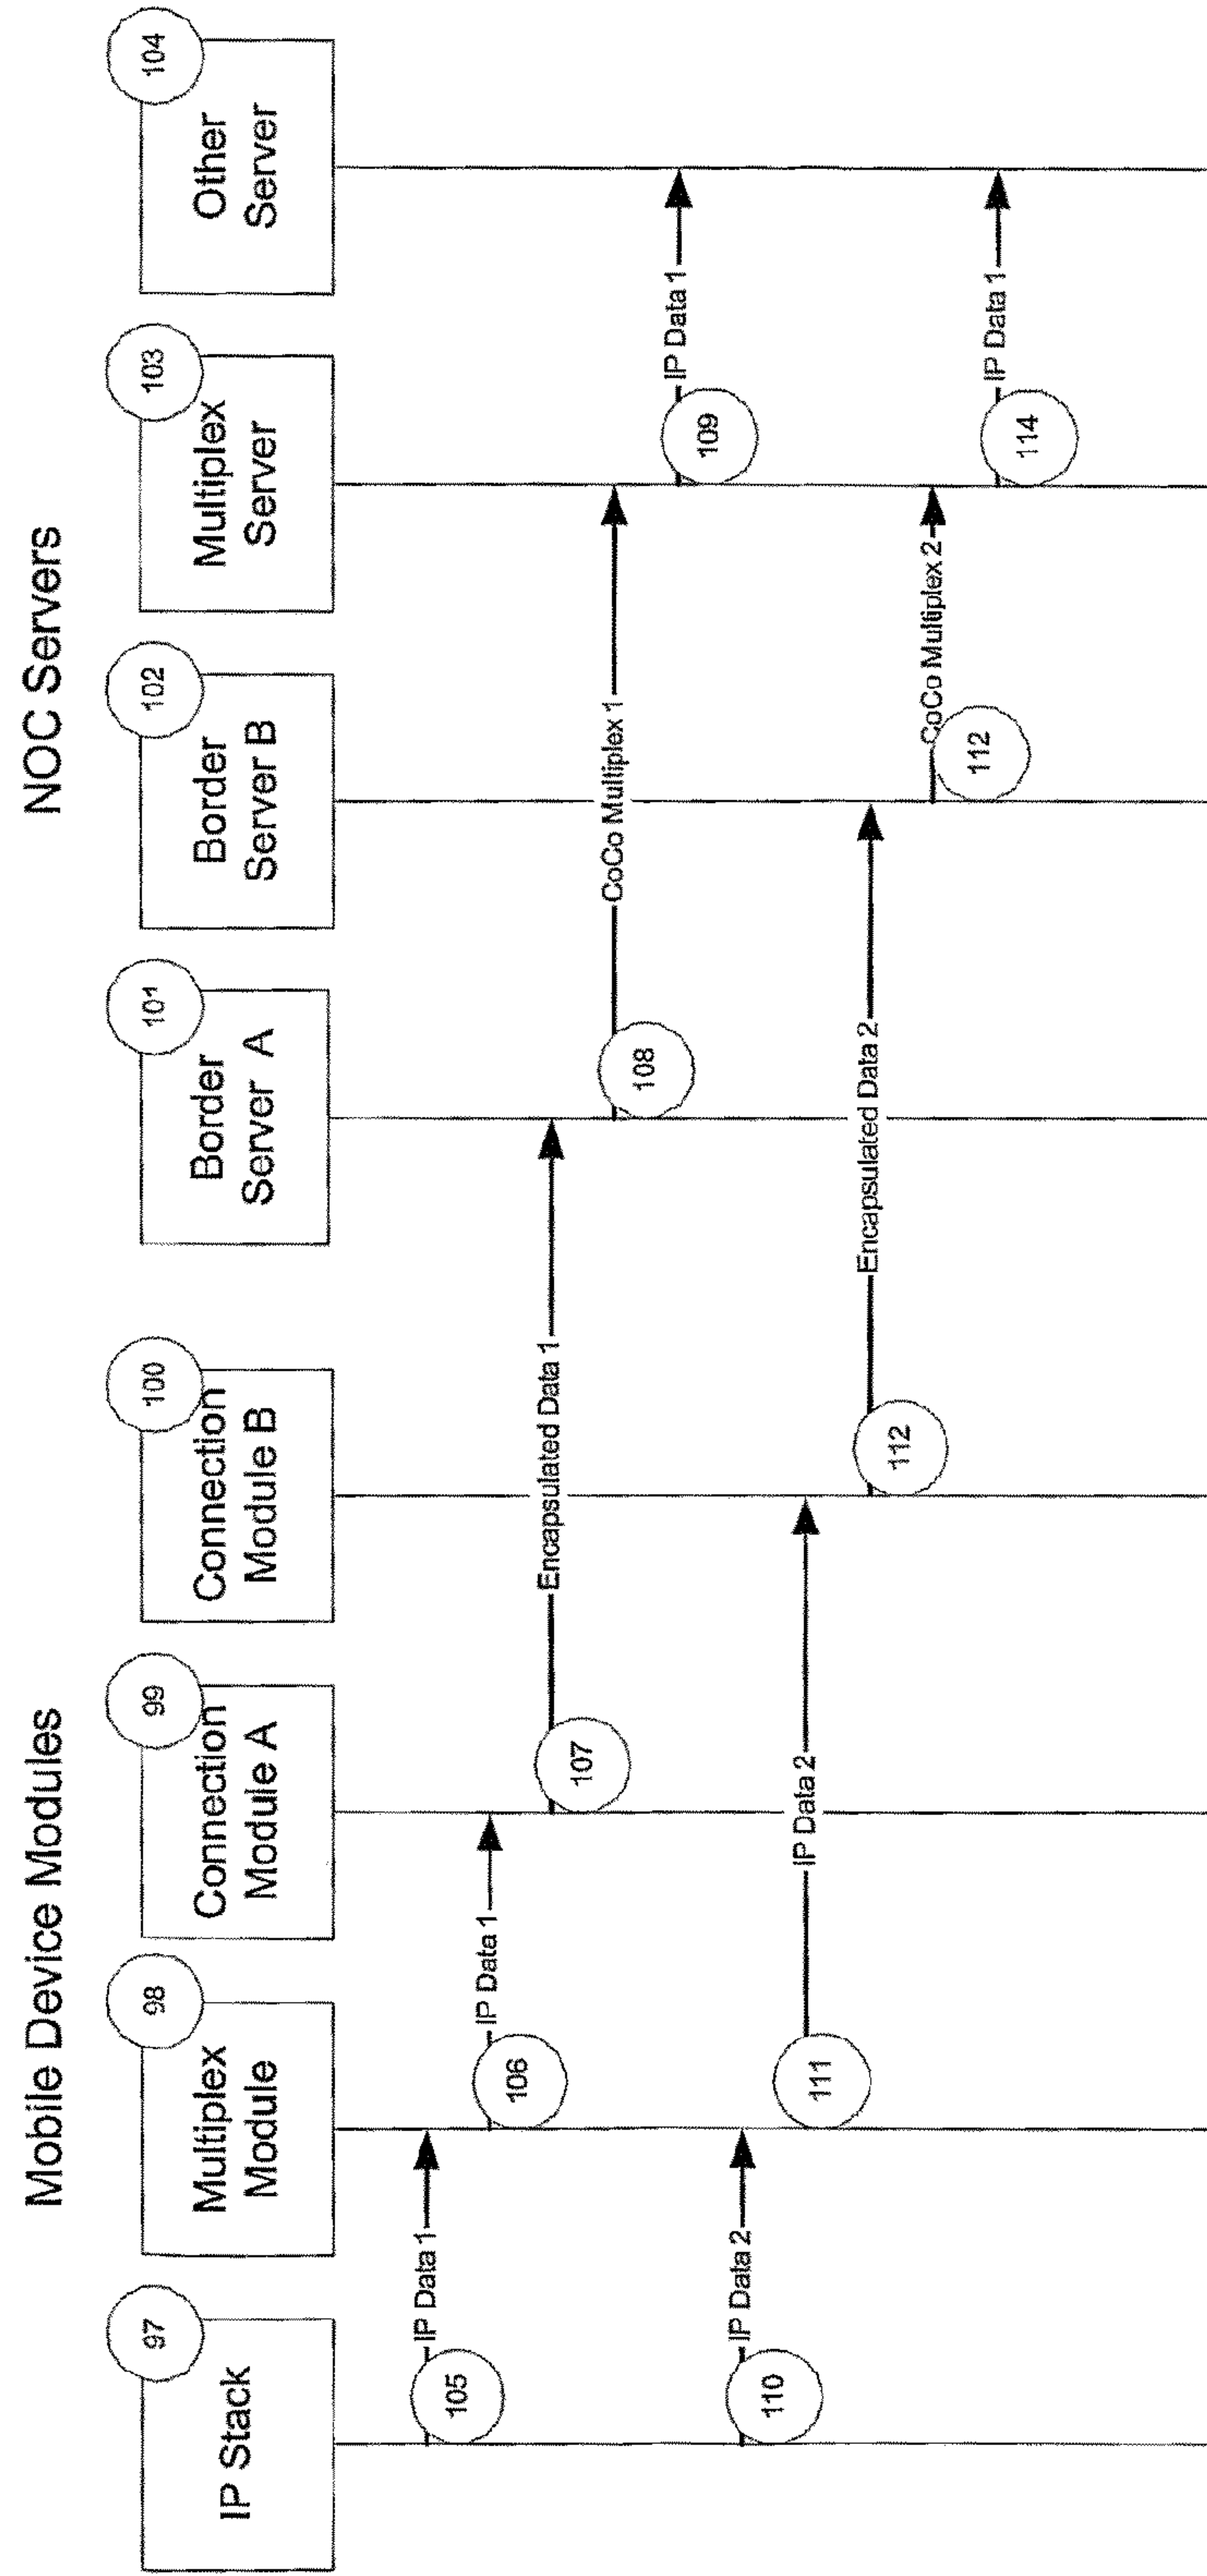 Mobile Device Modules
NOC Servers
97
IP Stack
98
Multiplex
Module
99
Connection
Module A
100
Connection
Module B
101
Border
Server A
102
Border
Server B
103
Multiplex
Server
104
Other
Server
105
IP Data 1
106
IP Data 1
107
Encapsulated Data 1
108
CoCo Multiplex 1
109
IP Data 1
110
IP Data 2
111
IP Data 2
112
Encapsulated Data 2
112
CoCo Multiplex 2
114
IP Data 1